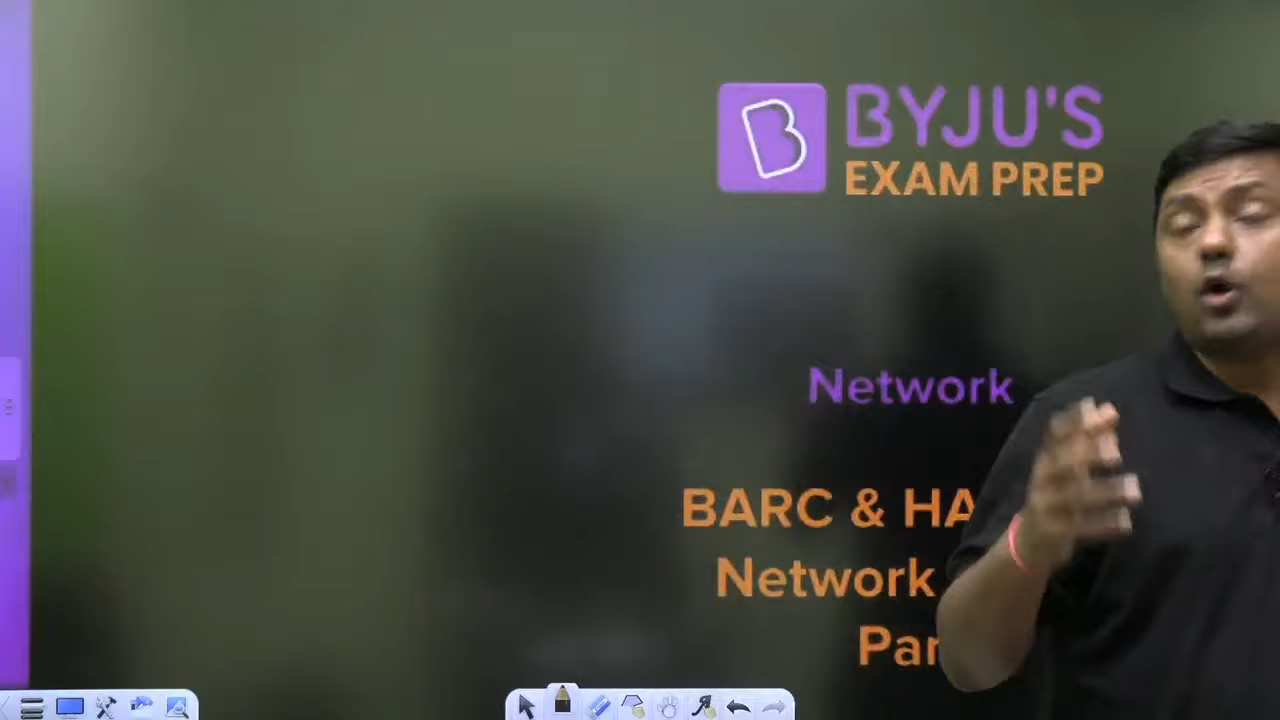 BYJU'S
EXAM PREP
Network
BARC & HA
Network
Par